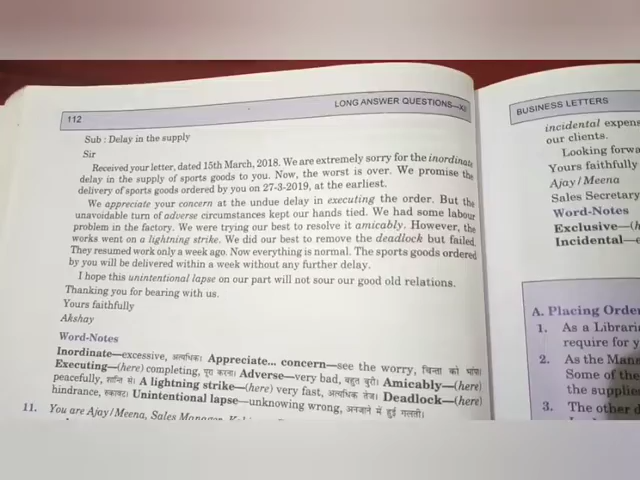 112
LONG ANSWER QUESTIONS—XII
Sub : Delay in the supply
Sir
Received your letter, dated 15th March, 2018. We are extremely sorry for the inordinate
delay in the supply of sports goods to you. Now, the worst is over. We promise the
delivery of sports goods ordered by you on 27-3-2019, at the earliest.
We appreciate your concern at the undue delay in executing the order. But the
unavoidable turn of adverse circumstances kept our hands tied. We had some labour
problem in the factory. We were trying our best to resolve it amicably. However, the
works went on a lightning strike. We did our best to remove the deadlock but failed.
They resumed work only a week ago. Now everything is normal. The sports goods ordered
by you will be delivered within a week without any further delay.
I hope this unintentional lapse on our part will not sour our good old relations.
Thanking you for bearing with us.
Yours faithfully
Akshay
Word-Notes
Inordinate—excessive, अत्यधिक। Appreciate... concern—see the worry, चिन्ता को भांप।
Executing—(here) completing, पूरा करना। Adverse—very bad, बहुत बुरी। Amicably—(here)
peacefully, शान्ति से। A lightning strike—(here) very fast, अत्यधिक तेज। Deadlock—(here)
hindrance, रुकावट। Unintentional lapse—unknowing wrong, अनजाने में हुई गलती।
11. You are Ajay/Meena, Sales Manager,
BUSINESS LETTERS
incidental expens
our clients.
Looking forwa
Yours faithfully
Ajay/Meena
Sales Secretary
Word-Notes
Exclusive—(he
Incidental—e
A. Placing Order
1. As a Librari
require for y
2. As the Mann
Some of the
the supplie
3. The other d